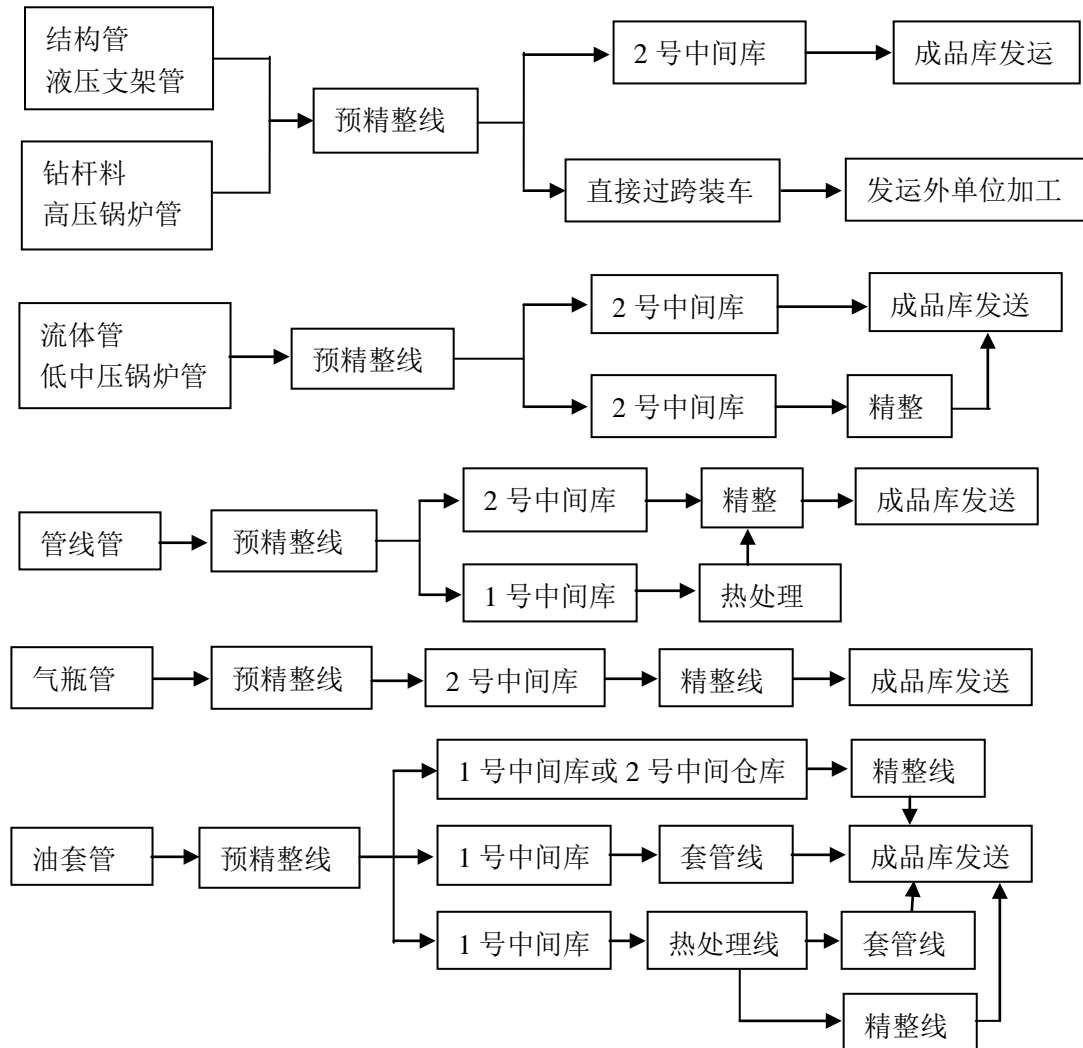 结构管
液压支架管
钻杆料
高压锅炉管
预精整线
2 号中间库
成品库发运
直接过跨装车
发运外单位加工
流体管
低中压锅炉管
预精整线
2 号中间库
成品库发送
2 号中间库
精整
管线管
预精整线
2 号中间库
精整
成品库发送
1 号中间库
热处理
气瓶管
预精整线
2 号中间库
精整线
成品库发送
油套管
预精整线
1 号中间库或 2 号中间仓库
精整线
1 号中间库
套管线
成品库发送
1 号中间库
热处理线
套管线
精整线